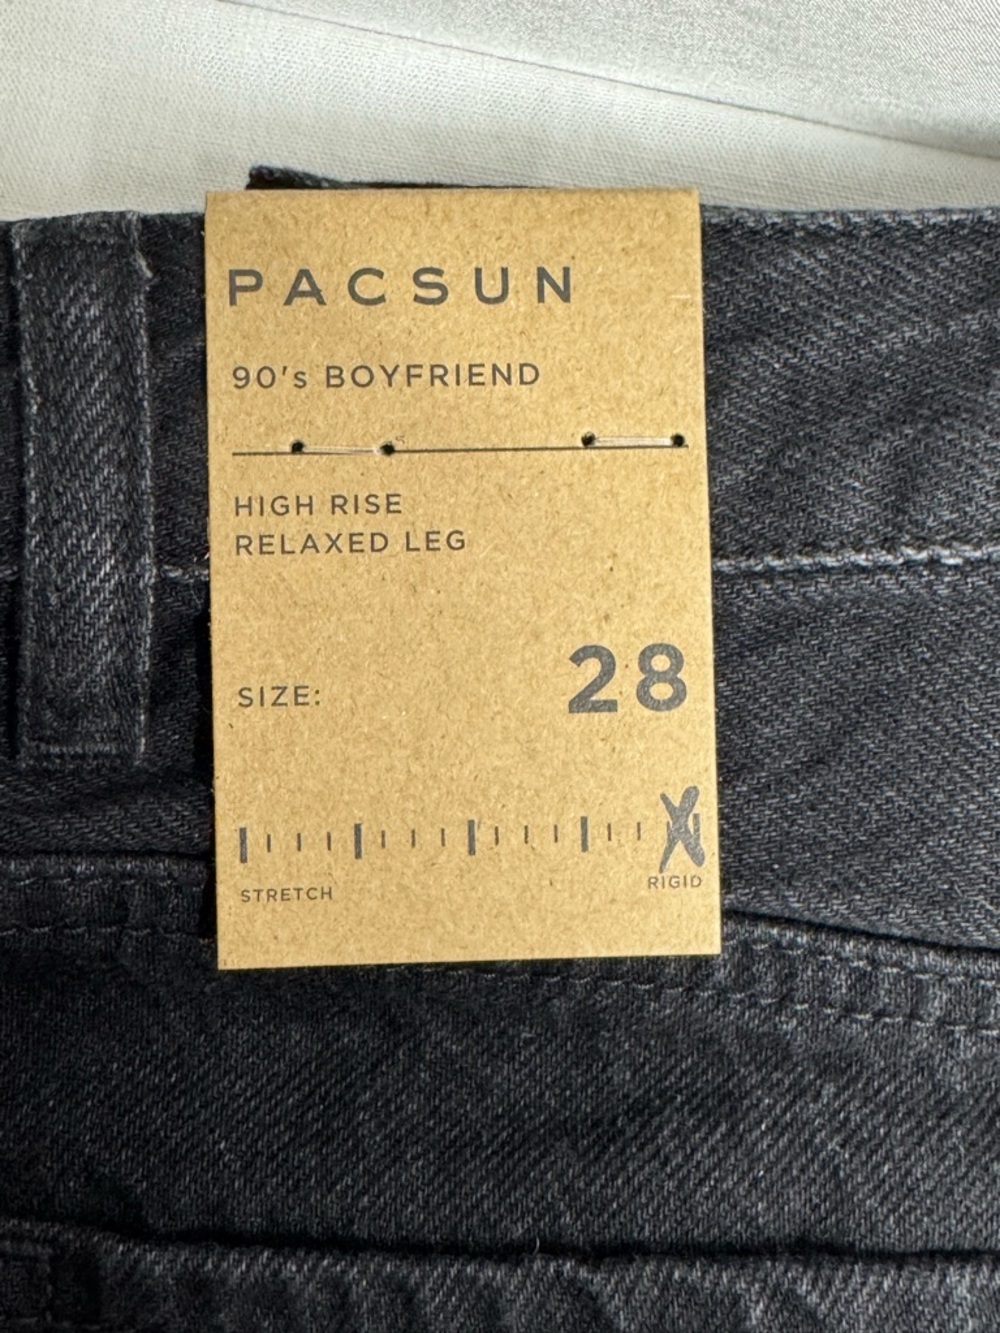 PACSUN
90's BOYFRIEND
HIGH RISE
RELAXED LEG
SIZE: 28
STRETCH RIGID